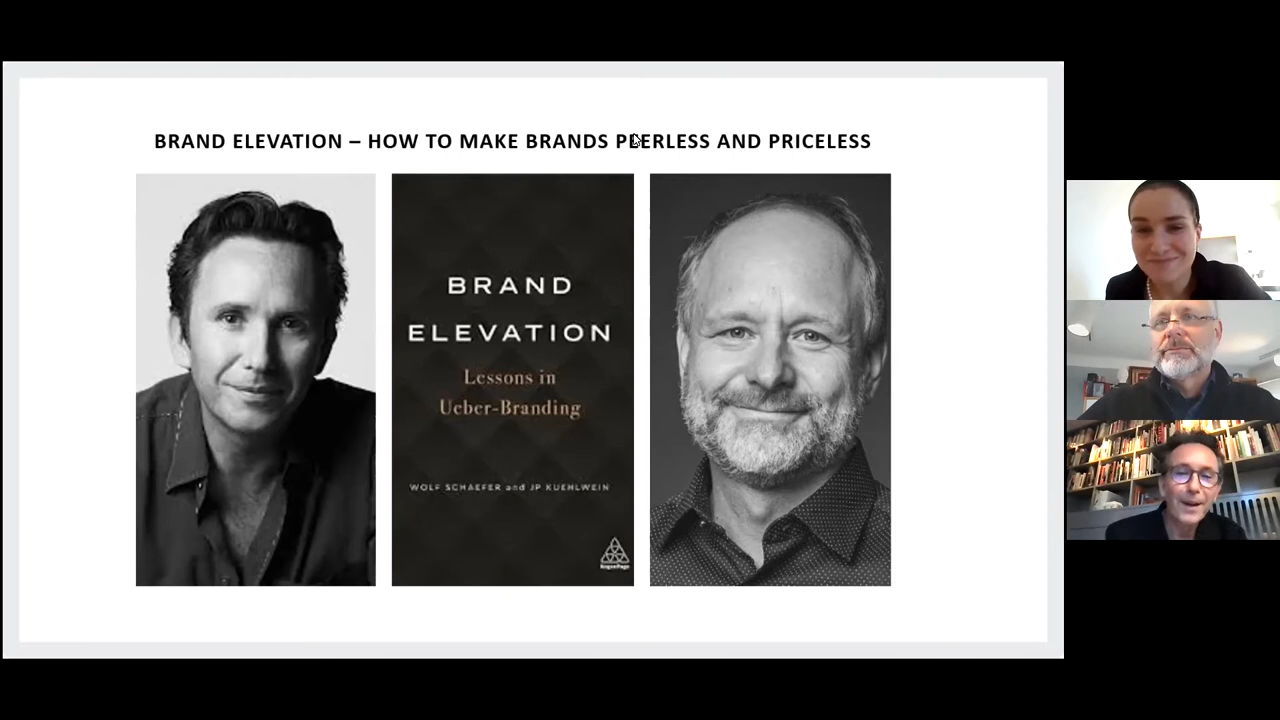 BRAND ELEVATION – HOW TO MAKE BRANDS PEERLESS AND PRICELESS
BRAND
ELEVATION
Lessons in
Ueber-Branding
WOLF SCHAEFER and JP KUEHLWEIN
KoganPage